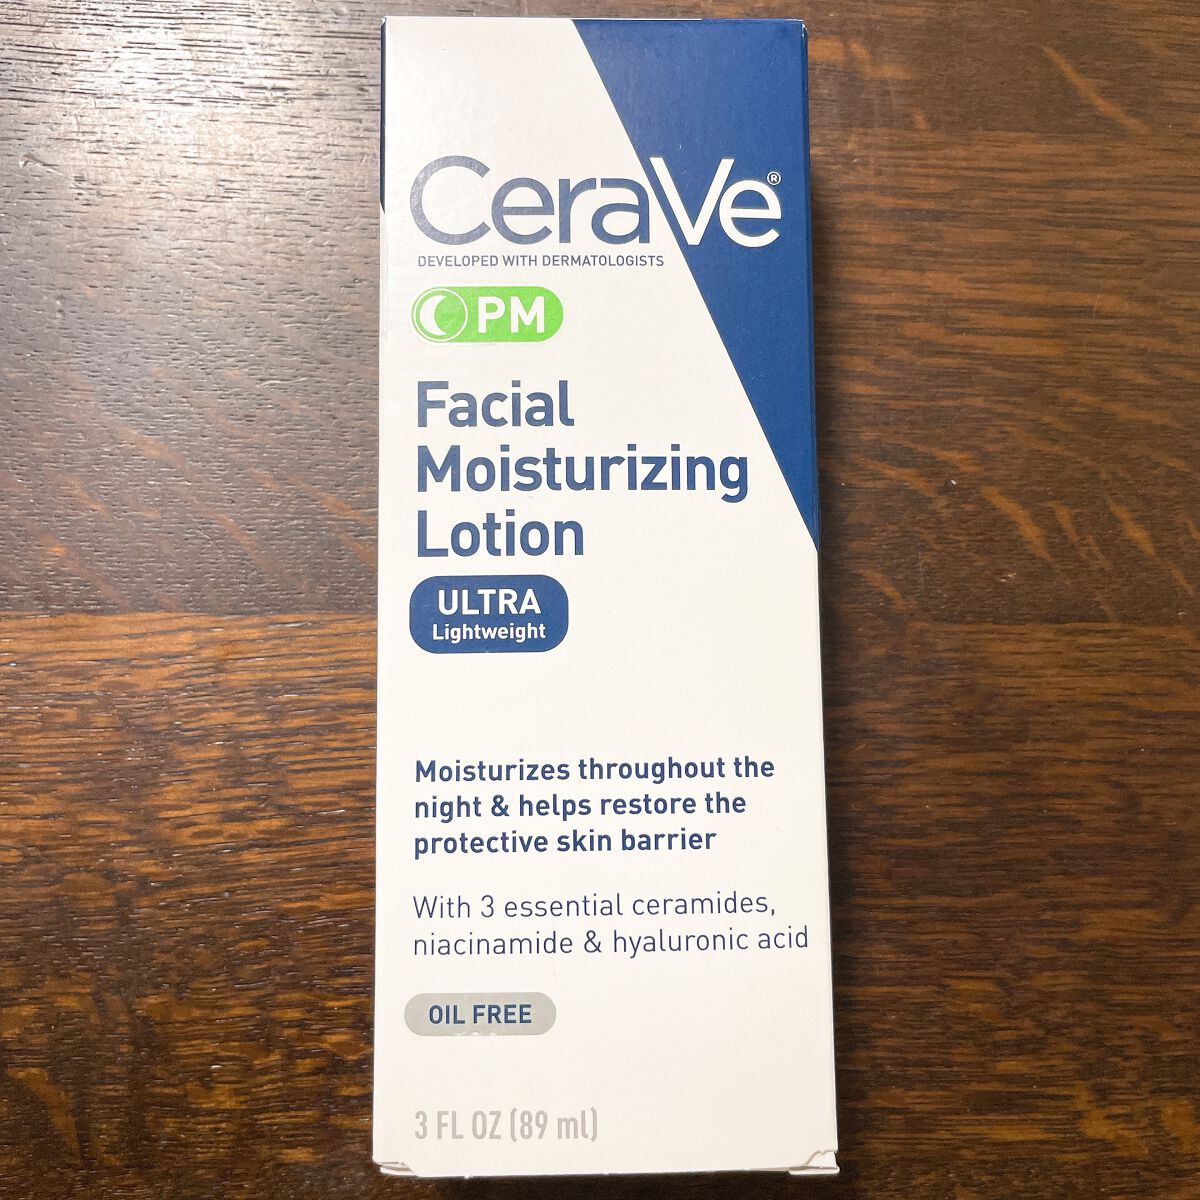 CeraVe®
DEVELOPED WITH DERMATOLOGISTS
PM
Facial
Moisturizing
Lotion
ULTRA
Lightweight
Moisturizes throughout the
night & helps restore the
protective skin barrier
With 3 essential ceramides,
niacinamide & hyaluronic acid
OIL FREE
3 FL OZ (89 ml)